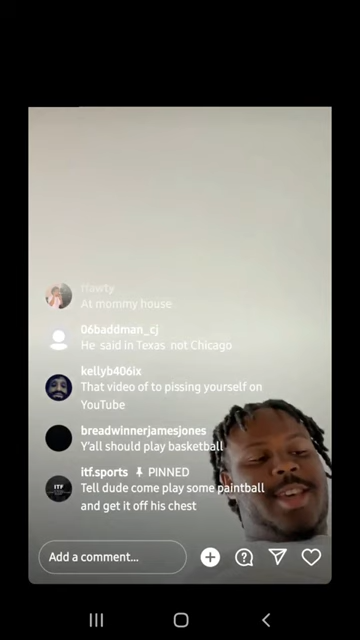 ffawty
At mommy house
06baddman_cj
He said in Texas not Chicago
kellyb406ix
That video of to pissing yourself on
YouTube
breadwinnerjamesjones
Y'all should play basketball
itf.sports PINNED
Tell dude come play some paintball
and get it off his chest
ITF
Add a comment...